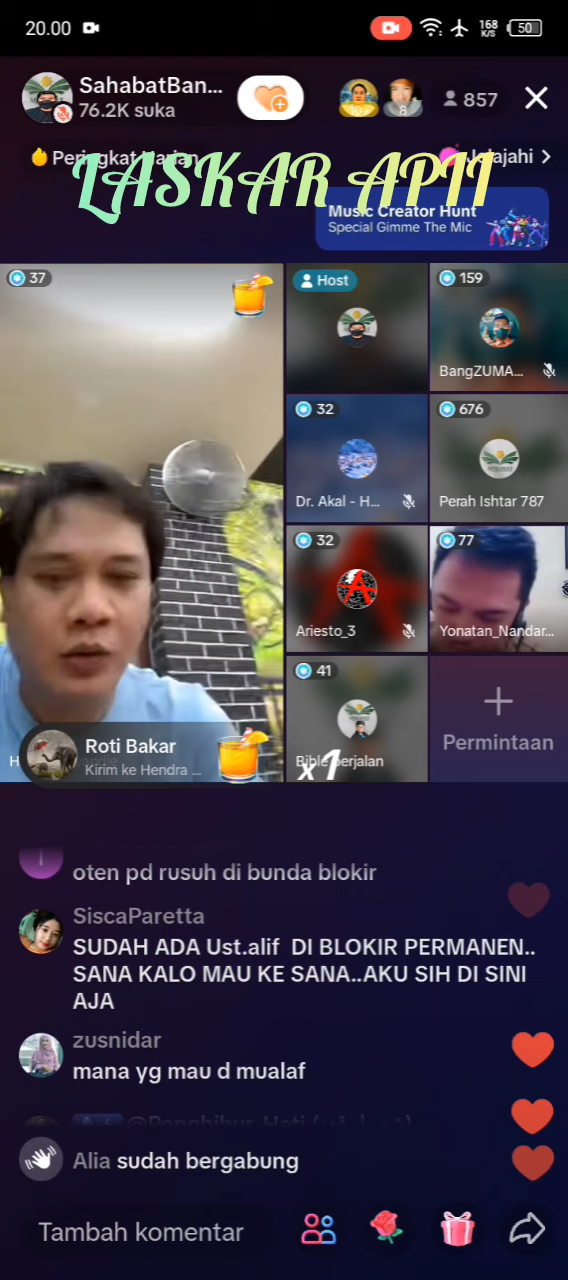 20.00
168
K/S
50
SahabatBan...
76.2K suka
8
857
Peringkat Harian
Jelajahi
LASKAR APII
Music Creator Hunt
Special Gimme The Mic
37
Host
159
BangZUMA...
32
Dr. Akal - H...
676
Perah Ishtar 787
32
Ariesto_3
77
Yonatan_Nandar...
41
Bible berjalan
x1
Permintaan
H
Roti Bakar
Kirim ke Hendra ...
oten pd rusuh di bunda blokir
SiscaParetta
SUDAH ADA Ust.alif DI BLOKIR PERMANEN..
SANA KALO MAU KE SANA..AKU SIH DI SINI
AJA
zusnidar
mana yg mau d mualaf
@Penghibur_Hati
Alia sudah bergabung
Tambah komentar